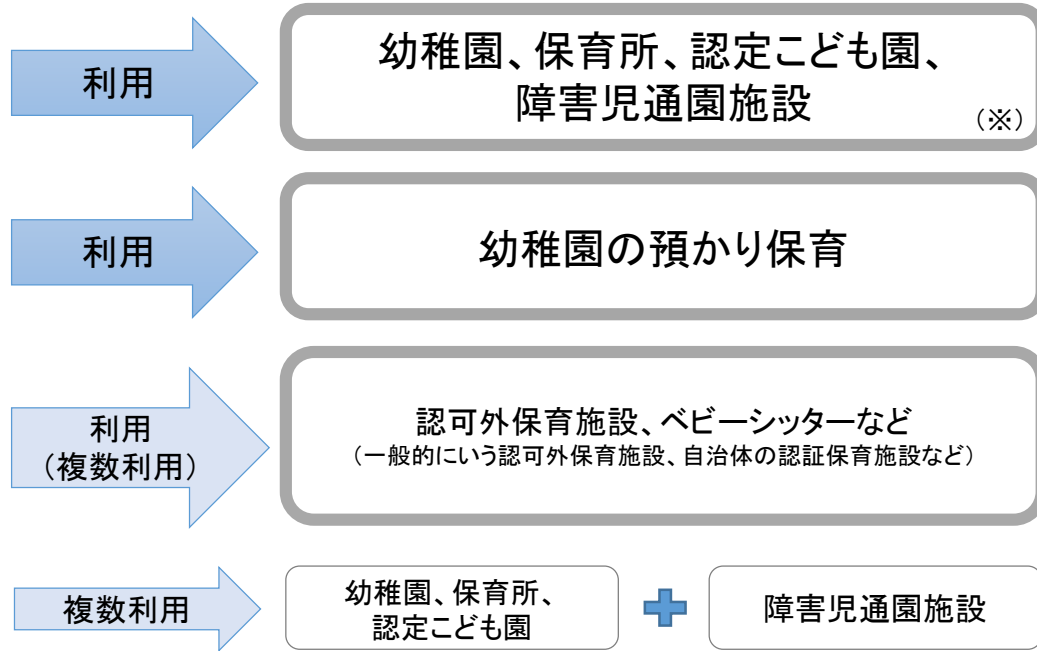 利用
幼稚園、保育所、認定こども園、
障害児通園施設
(※)
利用
幼稚園の預かり保育
利用
(複数利用)
認可外保育施設、ベビーシッターなど
(一般的にいう認可外保育施設、自治体の認証保育施設など)
複数利用
幼稚園、保育所、
認定こども園
障害児通園施設